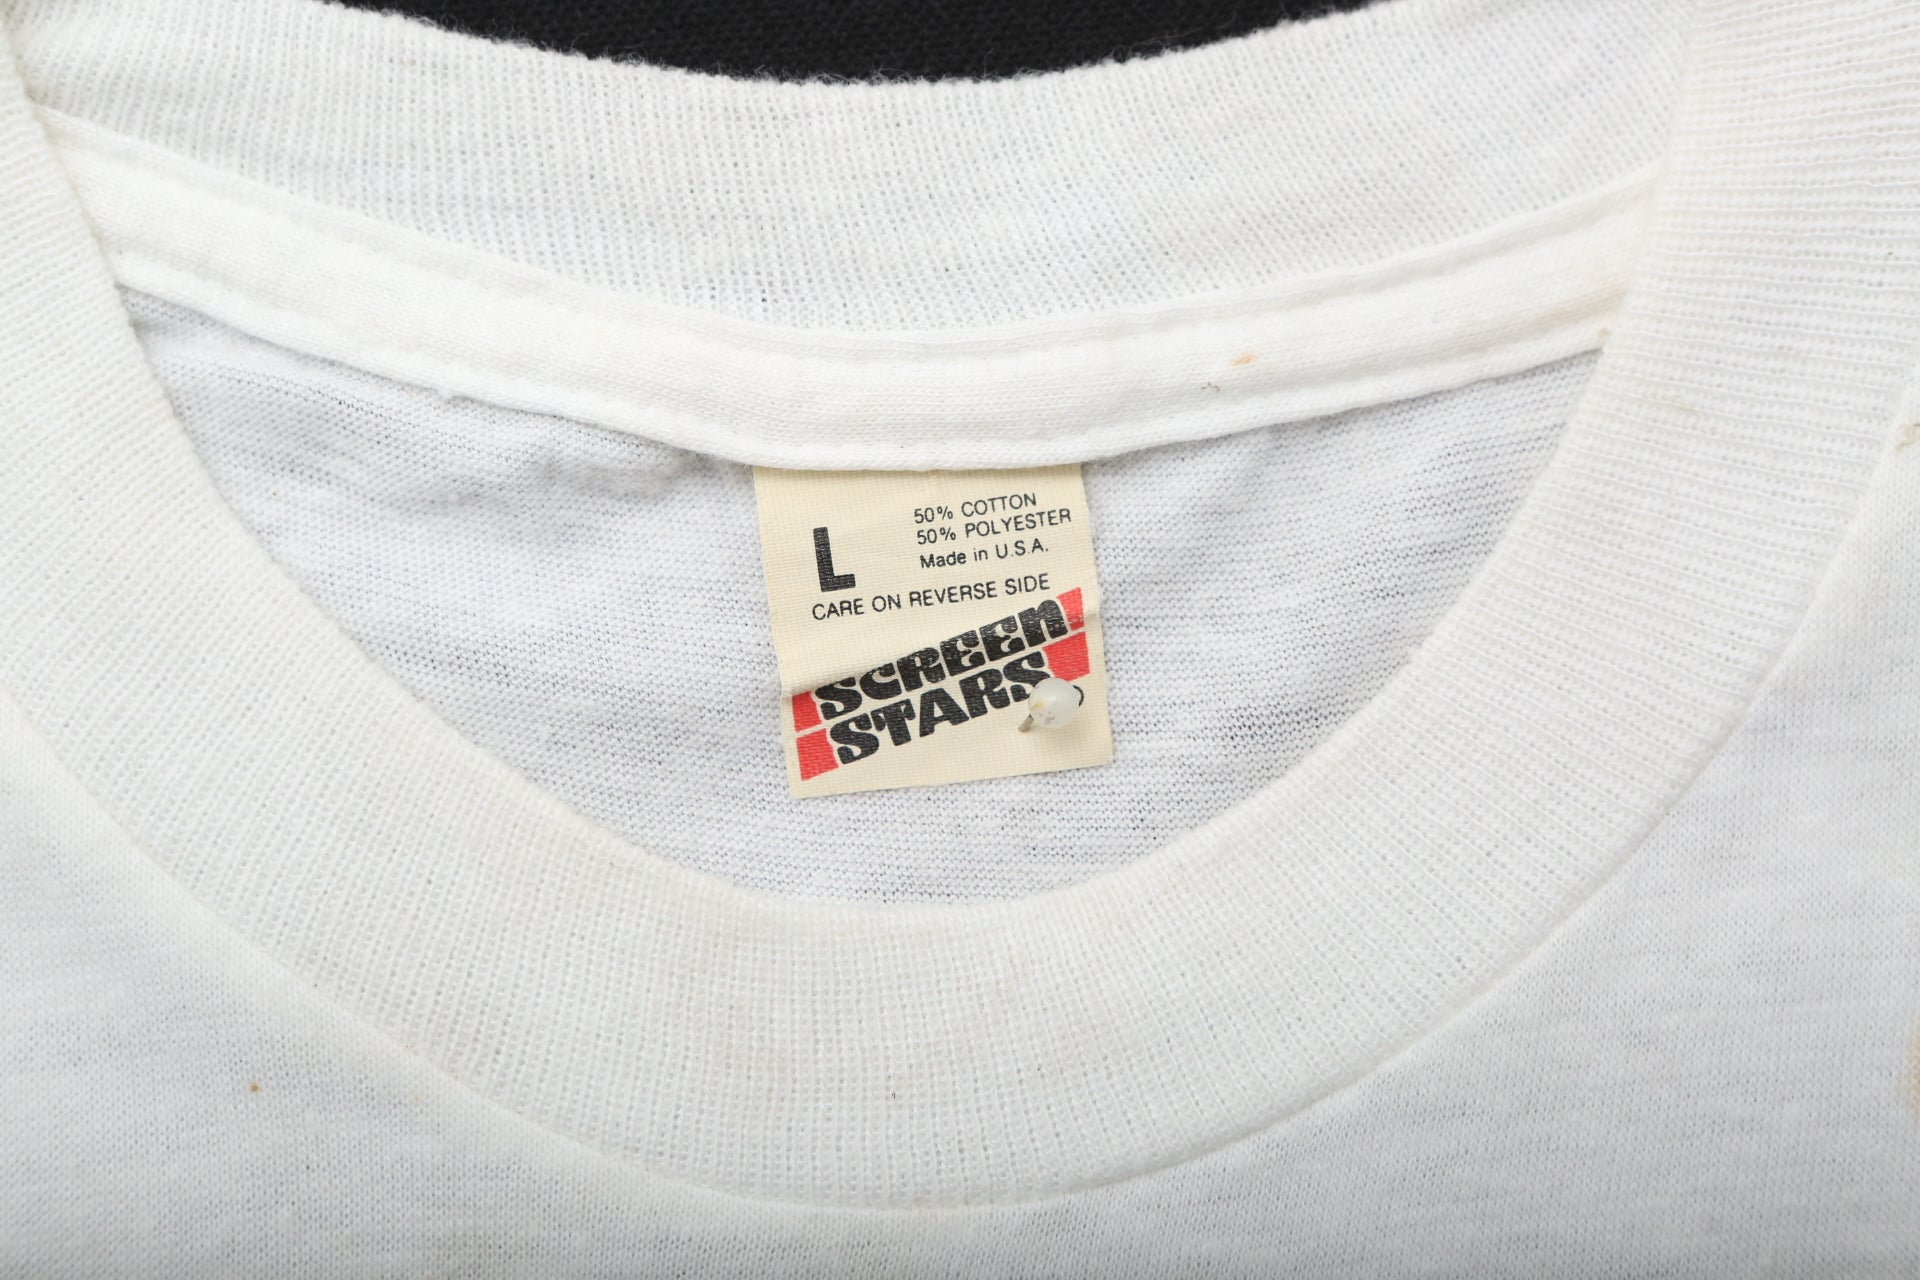 50% COTTON
50% POLYESTER
L
Made in U.S.A.
CARE ON REVERSE SIDE
SCREEN
STARS